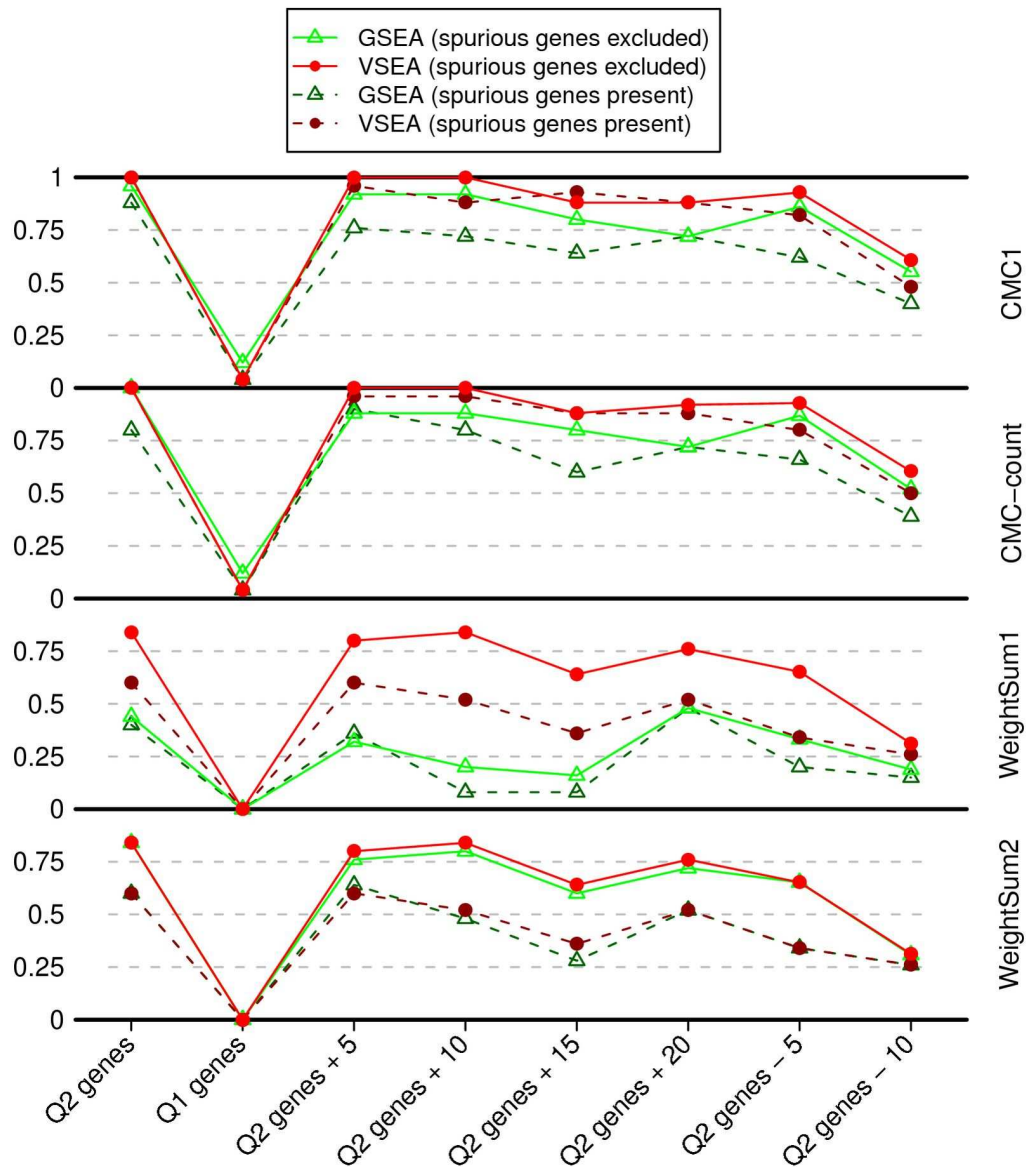 GSEA (spurious genes excluded)
VSEA (spurious genes excluded)
GSEA (spurious genes present)
VSEA (spurious genes present)
1
0.75
0.5
0.25
0
CMC1
0.75
0.5
0.25
0
CMC−count
0.75
0.5
0.25
0
WeightSum1
0.75
0.5
0.25
0
WeightSum2
Q2 genes
Q1 genes
Q2 genes + 5
Q2 genes + 10
Q2 genes + 15
Q2 genes + 20
Q2 genes − 5
Q2 genes − 10